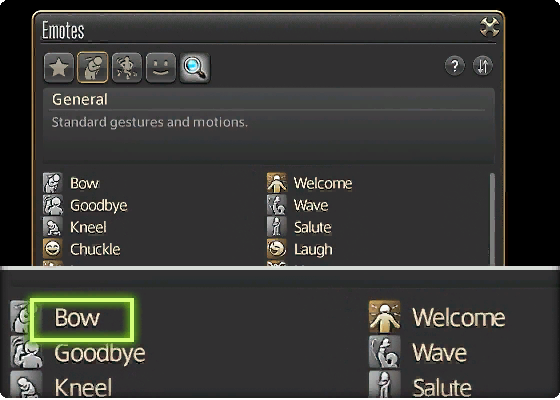 Emotes
General
Standard gestures and motions.
Bow Welcome
Goodbye Wave
Kneel Salute
Chuckle Laugh
Bow Welcome
Goodbye Wave
Kneel Salute